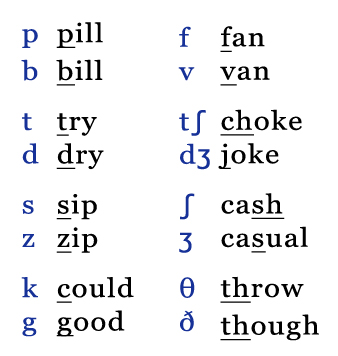 p pill
b bill
t try
d dry
s sip
z zip
k could
g good
f fan
v van
tʃ choke
dʒ joke
ʃ cash
ʒ casual
θ throw
ð though